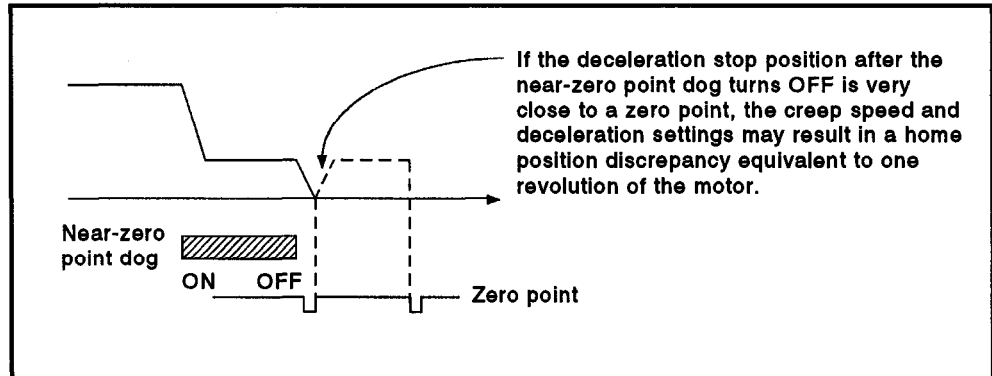 If the deceleration stop position after the
near-zero point dog turns OFF is very
close to a zero point, the creep speed and
deceleration settings may result in a home
position discrepancy equivalent to one
revolution of the motor.
Near-zero
point dog
ON OFF
Zero point